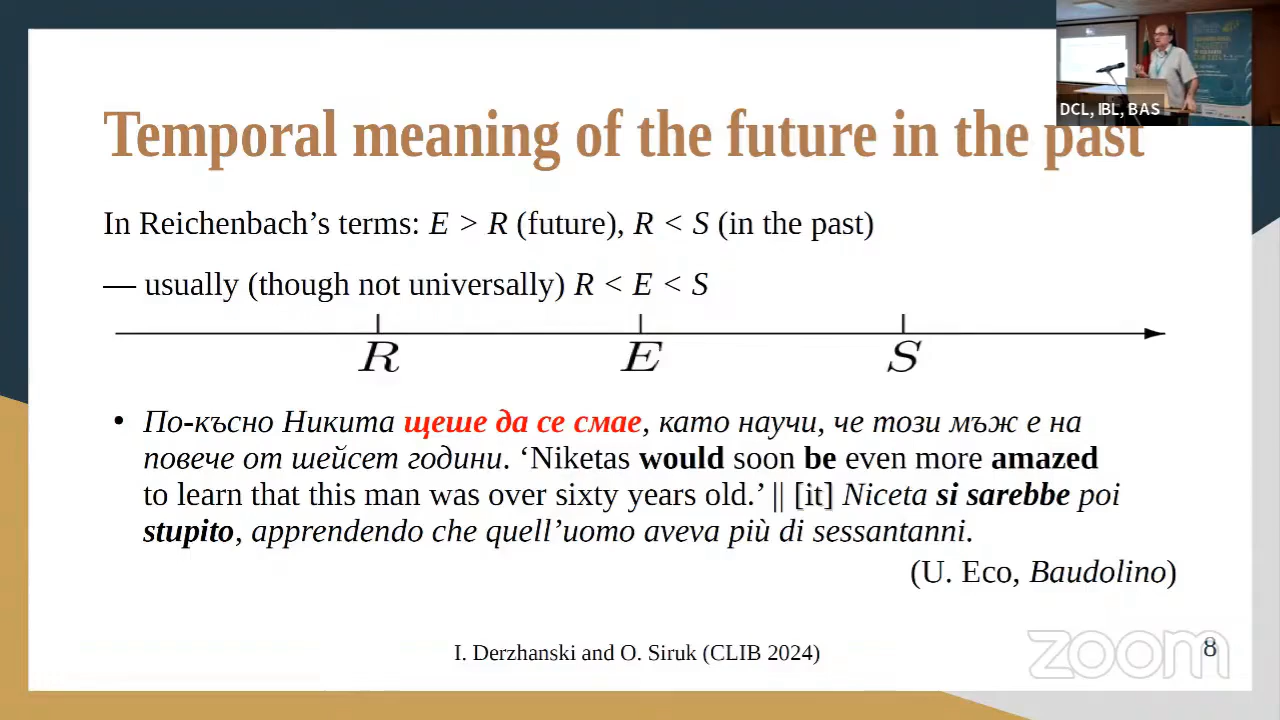 DCL, IBL, BAS
Temporal meaning of the future in the past
In Reichenbach’s terms: E > R (future), R < S (in the past)
— usually (though not universally) R < E < S
R E S
• По-късно Никита щеше да се смае, като научи, че този мъж е на
повече от шейсет години. ‘Niketas would soon be even more amazed
to learn that this man was over sixty years old.’ || [it] Niceta si sarebbe poi
stupito, apprendendo che quell’uomo aveva più di sessantanni.
(U. Eco, Baudolino)
I. Derzhanski and O. Siruk (CLIB 2024)
zoom
8